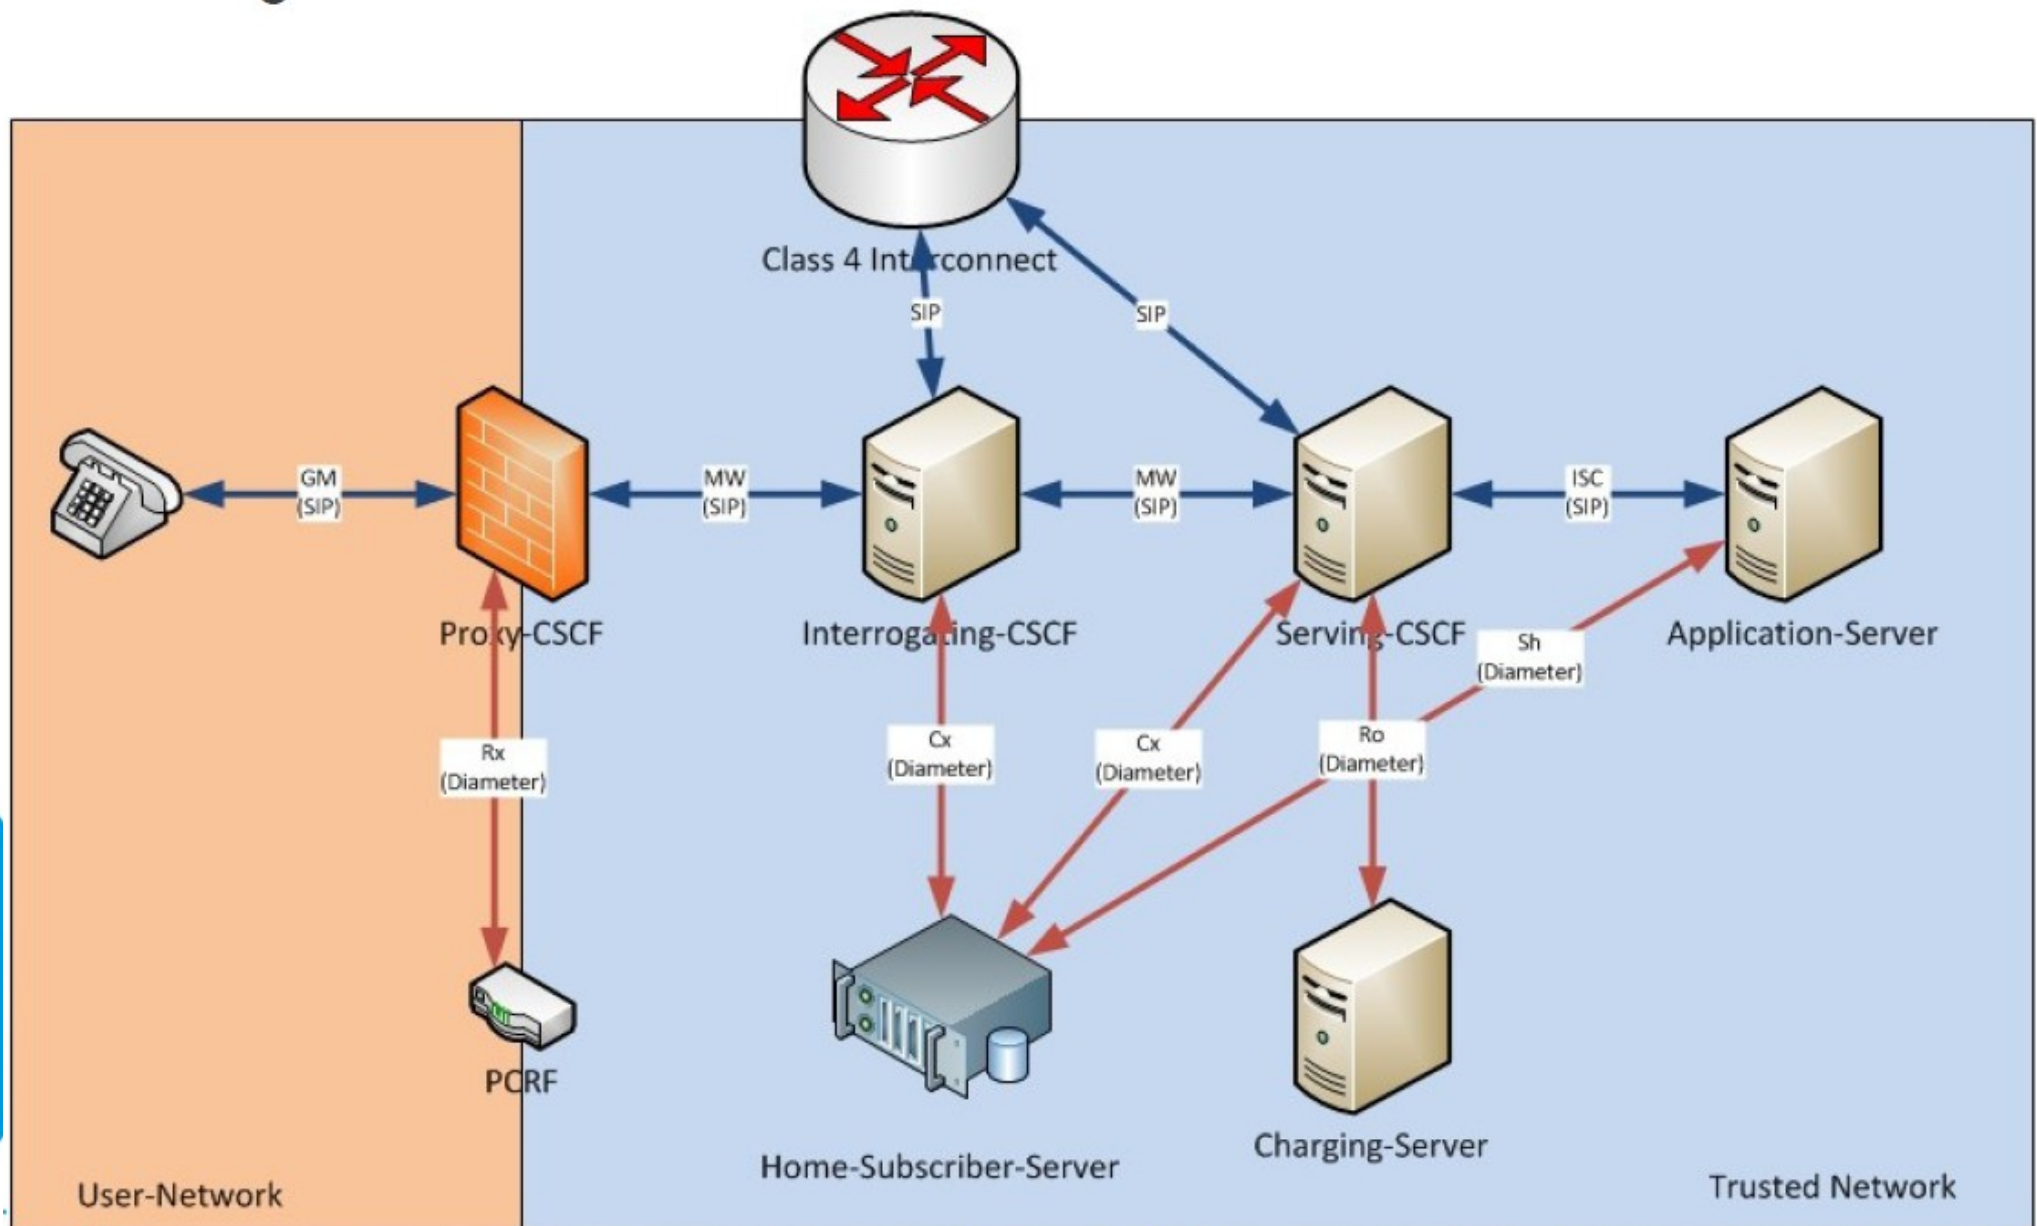 Class 4 Interconnect
SIP
SIP
GM
(SIP)
MW
(SIP)
MW
(SIP)
ISC
(SIP)
Proxy-CSCF
Interrogating-CSCF
Serving-CSCF
Application-Server
Sh
(Diameter)
Rx
(Diameter)
Cx
(Diameter)
Cx
(Diameter)
Ro
(Diameter)
PCRF
Home-Subscriber-Server
Charging-Server
User-Network
Trusted Network